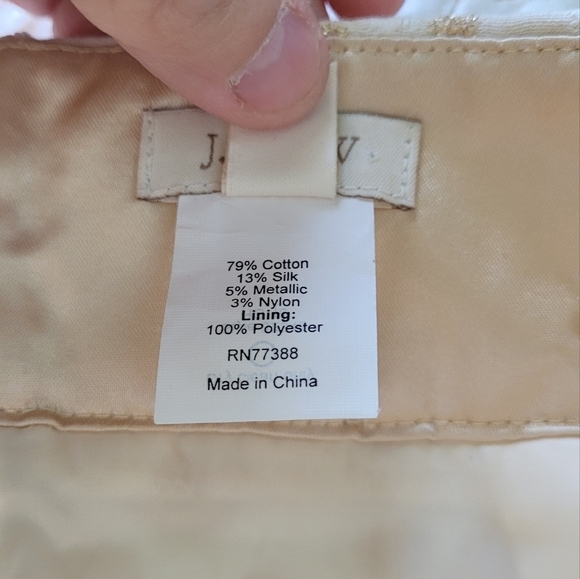 J.
79% Cotton
13% Silk
5% Metallic
3% Nylon
Lining:
100% Polyester
RN77388
Made in China